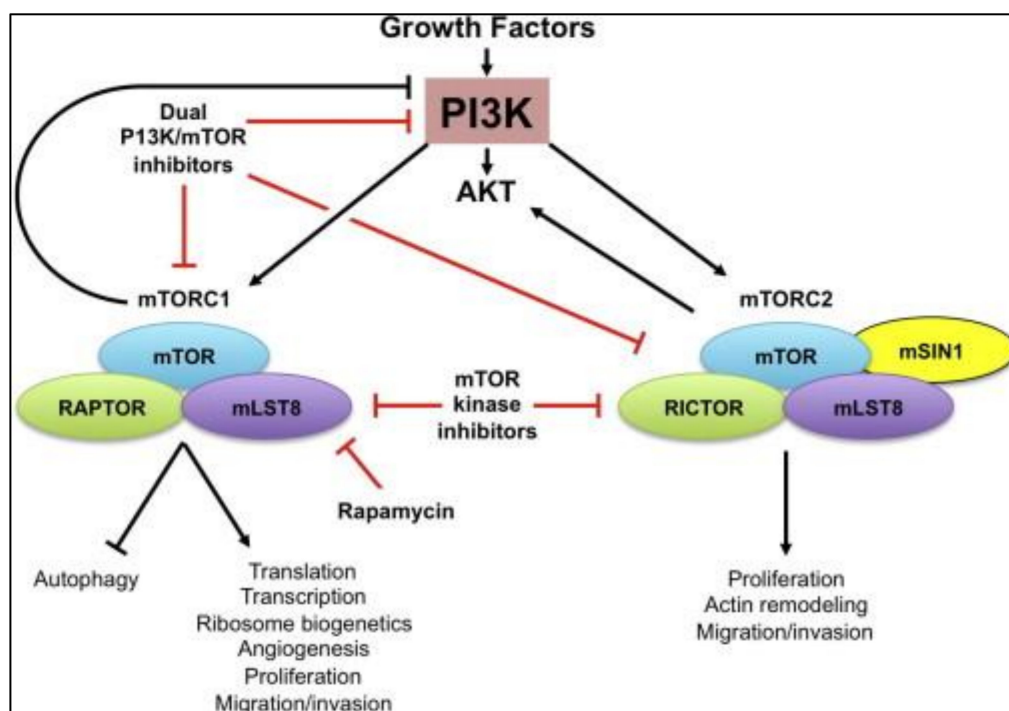 Growth Factors
PI3K
Dual
P13K/mTOR
inhibitors
AKT
mTORC1
mTORC2
mTOR
RAPTOR
mLST8
mTOR
kinase
inhibitors
mTOR
mSIN1
RICTOR
mLST8
Rapamycin
Autophagy
Translation
Transcription
Ribosome biogenetics
Angiogenesis
Proliferation
Migration/invasion
Proliferation
Actin remodeling
Migration/invasion